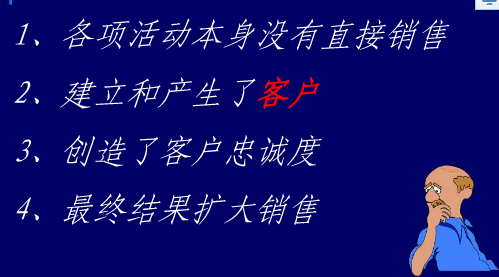 1、各项活动本身没有直接销售
2、建立和产生了客户
3、创造了客户忠诚度
4、最终结果扩大销售